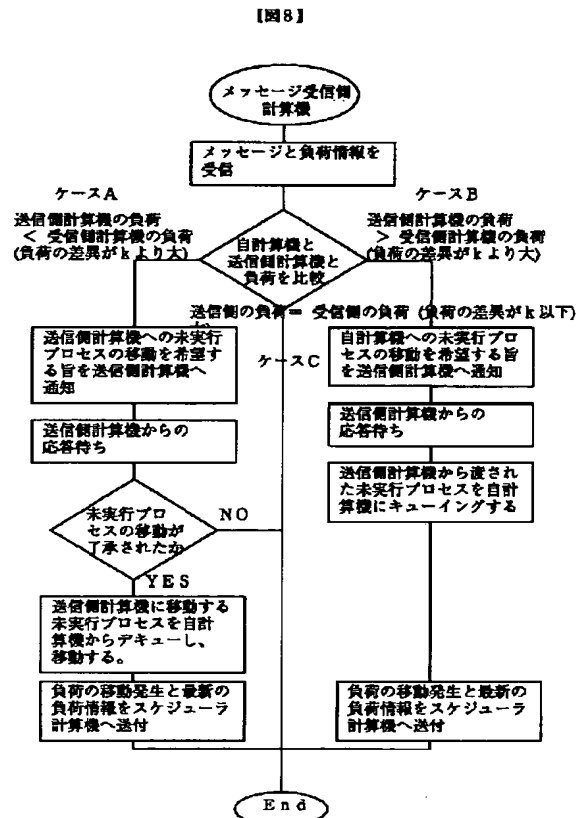 【図8】
メッセージ受信側
計算機
メッセージと負荷情報を
受信
ケースA
送信側計算機の負荷
< 受信側計算機の負荷
(負荷の差異がkより大)
ケースB
送信側計算機の負荷
> 受信側計算機の負荷
(負荷の差異がkより大)
自計算機と
送信側計算機と
負荷を比較
送信側の負荷= 受信側の負荷 (負荷の差異がk以下)
ケースC
送信側計算機への未実行
プロセスの移動を希望す
る旨を送信側計算機へ
通知
送信側計算機からの
応答待ち
未実行プロ
セスの移動が
了承されたか
NO
YES
送信側計算機に移動する
未実行プロセスを自計
算機からデキューし、
移動する。
負荷の移動発生と最新の
負荷情報をスケジューラ
計算機へ送付
自計算機への未実行プロ
セスの移動を希望する旨
を送信側計算機へ通知
送信側計算機からの
応答待ち
送信側計算機から渡され
た未実行プロセスを自計
算機にキューイングする
負荷の移動発生と最新の
負荷情報をスケジューラ
計算機へ送付
End